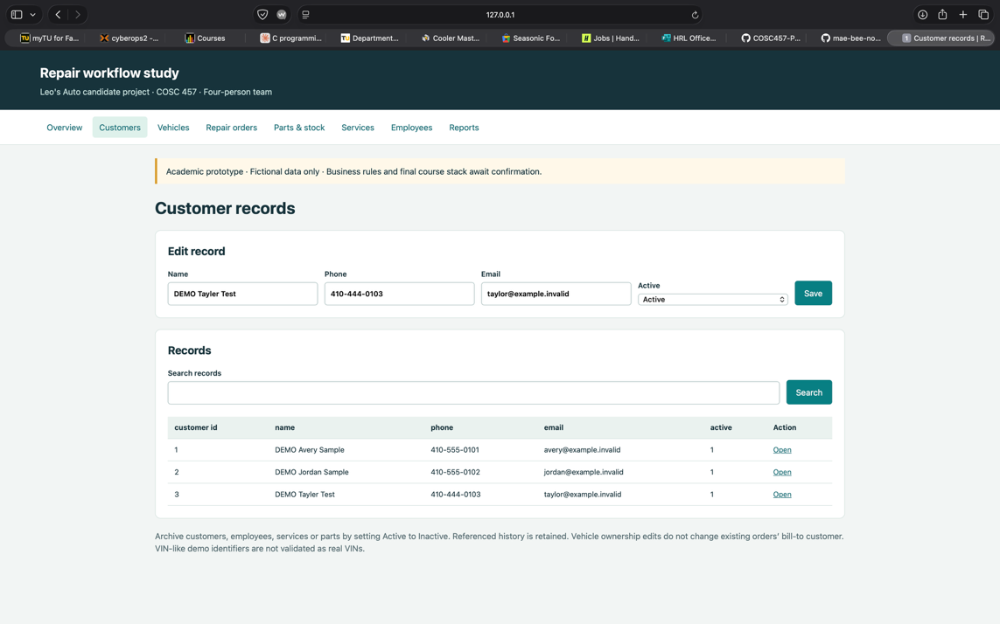 127.0.0.1
myTU for Fa...
cyberops2 -...
Courses
C programmi...
Department...
Cooler Mast...
Seasonic Fo...
Jobs | Hand...
HRL Office...
COSC457-P...
mae-bee-no...
1 Customer records | R...
Repair workflow study
Leo's Auto candidate project · COSC 457 · Four-person team
Overview Customers Vehicles Repair orders Parts & stock Services Employees Reports
Academic prototype · Fictional data only · Business rules and final course stack await confirmation.
Customer records
Edit record
Name Phone Email Active
DEMO Tayler Test 410-444-0103 taylor@example.invalid Active Save
Records
Search records
Search
customer id name phone email active Action
1 DEMO Avery Sample 410-555-0101 avery@example.invalid 1 Open
2 DEMO Jordan Sample 410-555-0102 jordan@example.invalid 1 Open
3 DEMO Tayler Test 410-444-0103 taylor@example.invalid 1 Open
Archive customers, employees, services or parts by setting Active to Inactive. Referenced history is retained. Vehicle ownership edits do not change existing orders’ bill-to customer.
VIN-like demo identifiers are not validated as real VINs.